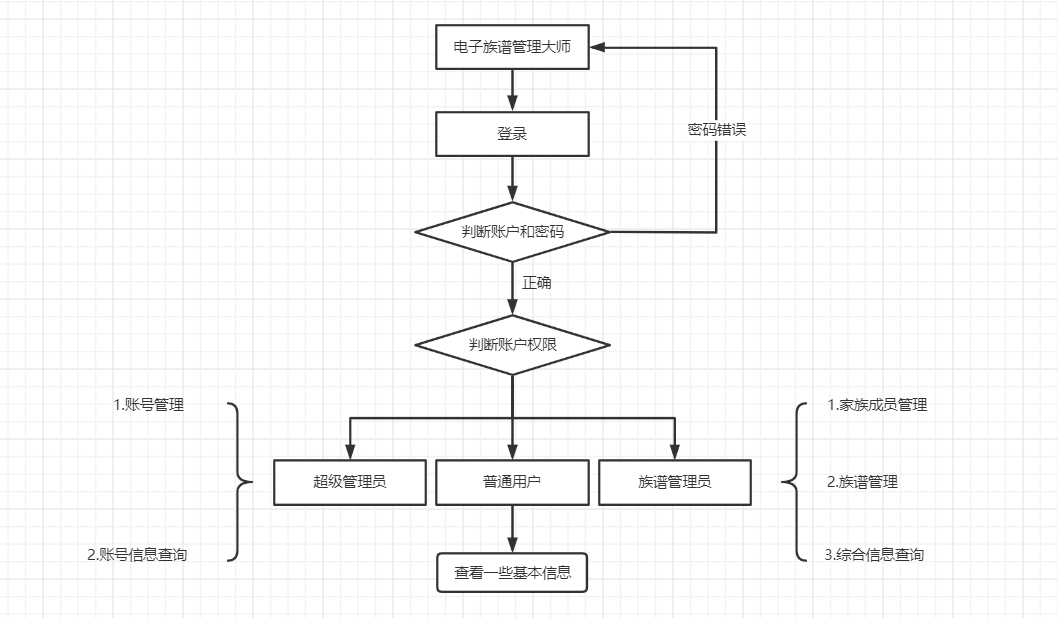 电子族谱管理大师
登录
密码错误
判断账户和密码
正确
判断账户权限
1.账号管理
2.账号信息查询
超级管理员
普通用户
族谱管理员
1.家族成员管理
2.族谱管理
3.综合信息查询
查看一些基本信息